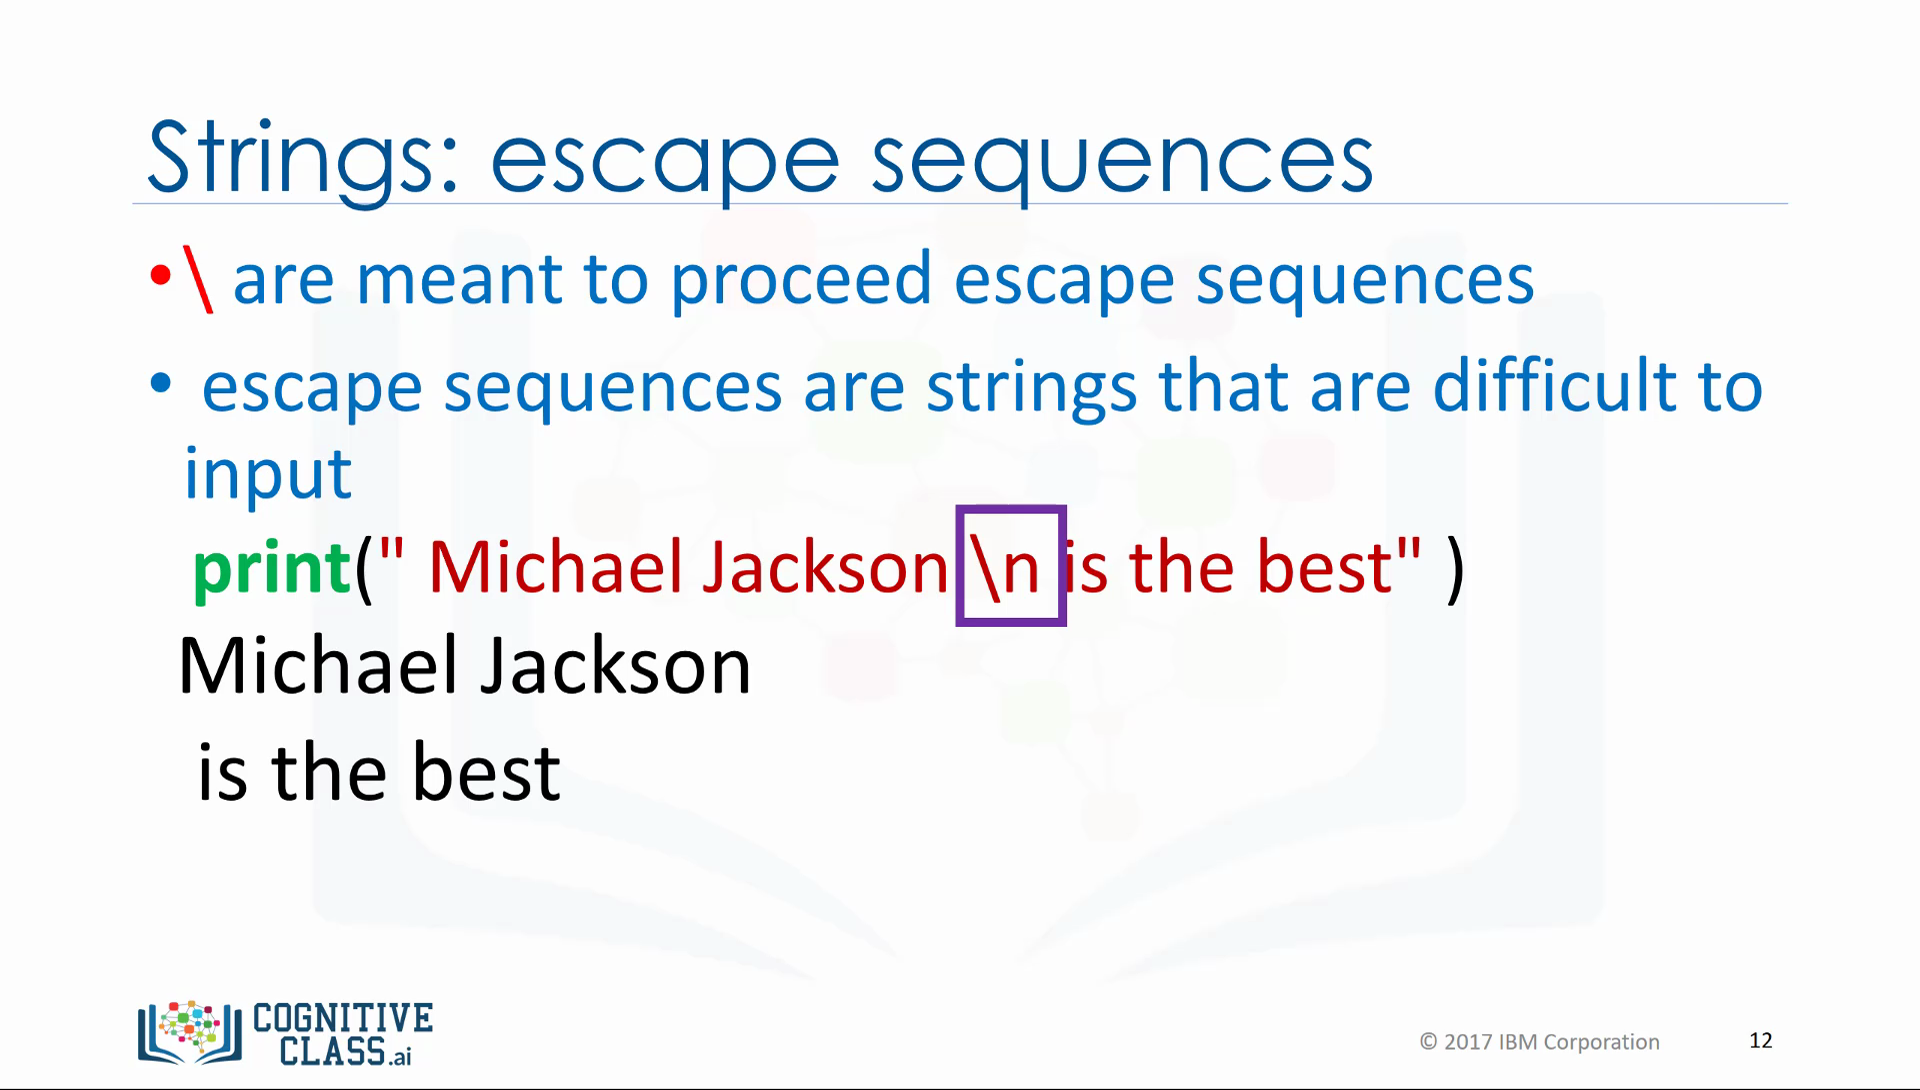 Strings: escape sequences
•\ are meant to proceed escape sequences
• escape sequences are strings that are difficult to
input
print(" Michael Jackson \n is the best" )
Michael Jackson
is the best
COGNITIVE
CLASS.ai
© 2017 IBM Corporation 12